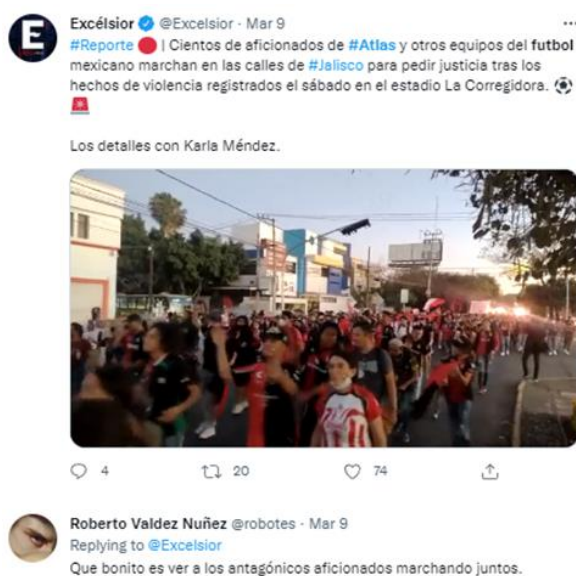 E
Excélsior @Excelsior · Mar 9
#Reporte 🔴 | Cientos de aficionados de #Atlas y otros equipos del futbol
mexicano marchan en las calles de #Jalisco para pedir justicia tras los
hechos de violencia registrados el sábado en el estadio La Corregidora. ⚽
🚨
Los detalles con Karla Méndez.
4 20 74
Roberto Valdez Nuñez @robotes · Mar 9
Replying to @Excelsior
Que bonito es ver a los antagónicos aficionados marchando juntos.